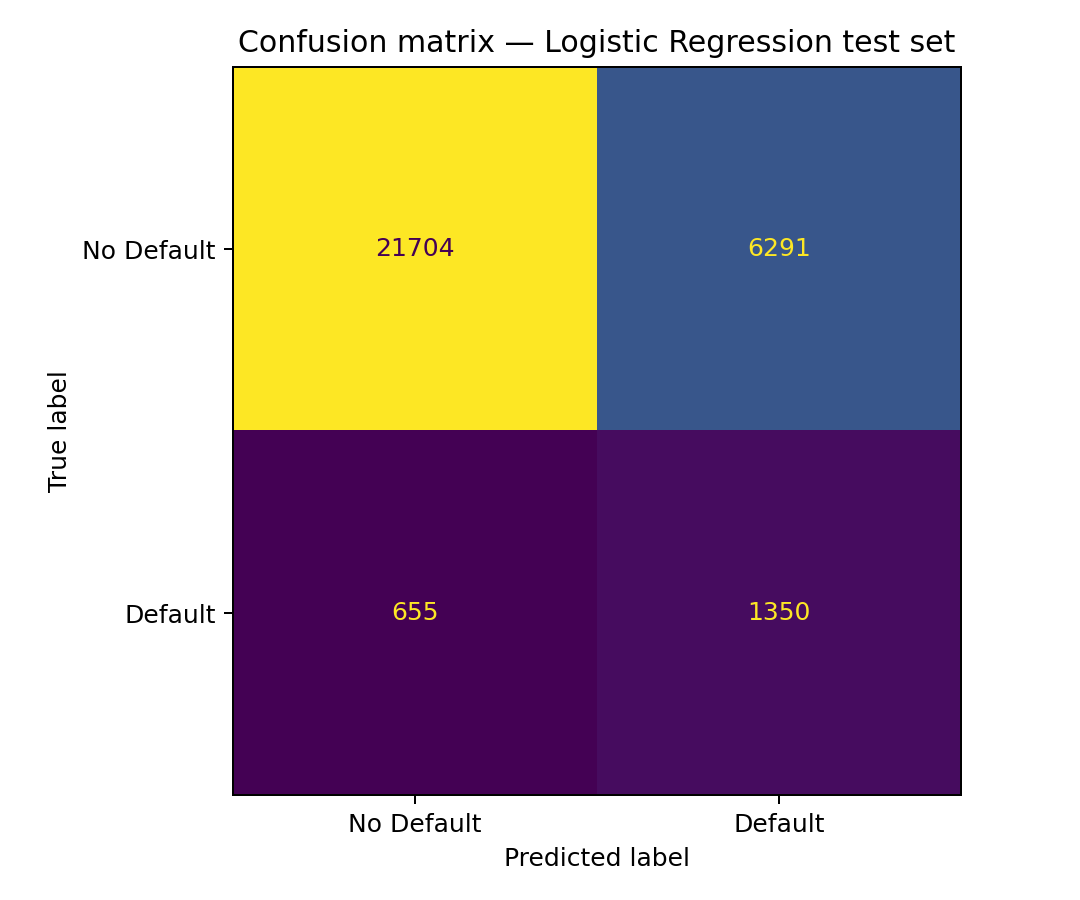 Confusion matrix — Logistic Regression test set
No Default
21704
6291
True label
Default
655
1350
No Default
Default
Predicted label